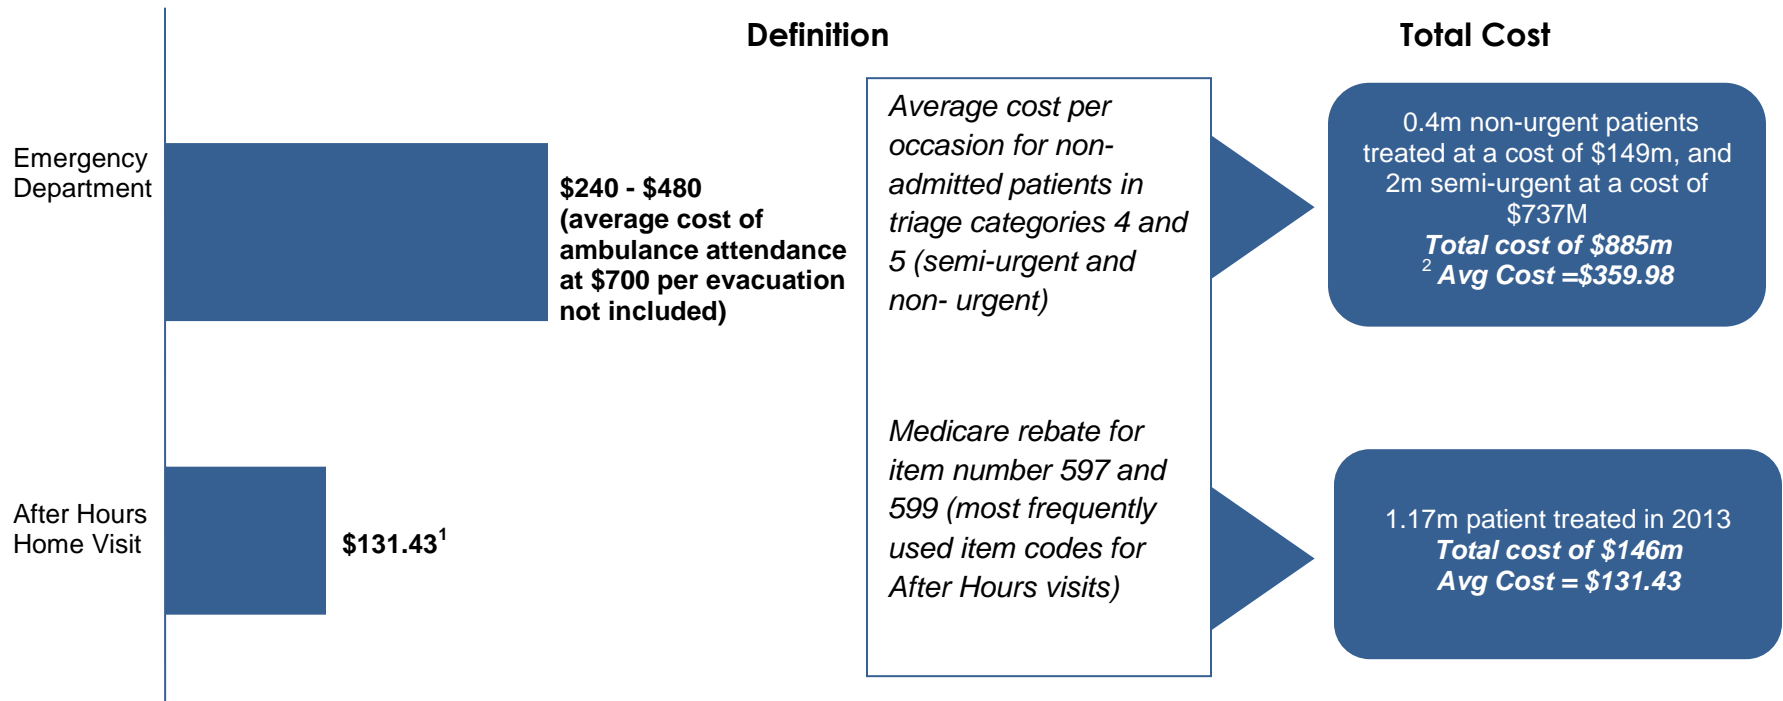 Definition
Total Cost
Emergency
Department
$240 - $480
(average cost of
ambulance attendance
at $700 per evacuation
not included)
Average cost per
occasion for non-
admitted patients in
triage categories 4 and
5 (semi-urgent and
non- urgent)
0.4m non-urgent patients
treated at a cost of $149m, and
2m semi-urgent at a cost of
$737M
Total cost of $885m
2 Avg Cost =$359.98
After Hours
Home Visit
$131.431
Medicare rebate for
item number 597 and
599 (most frequently
used item codes for
After Hours visits)
1.17m patient treated in 2013
Total cost of $146m
Avg Cost = $131.43